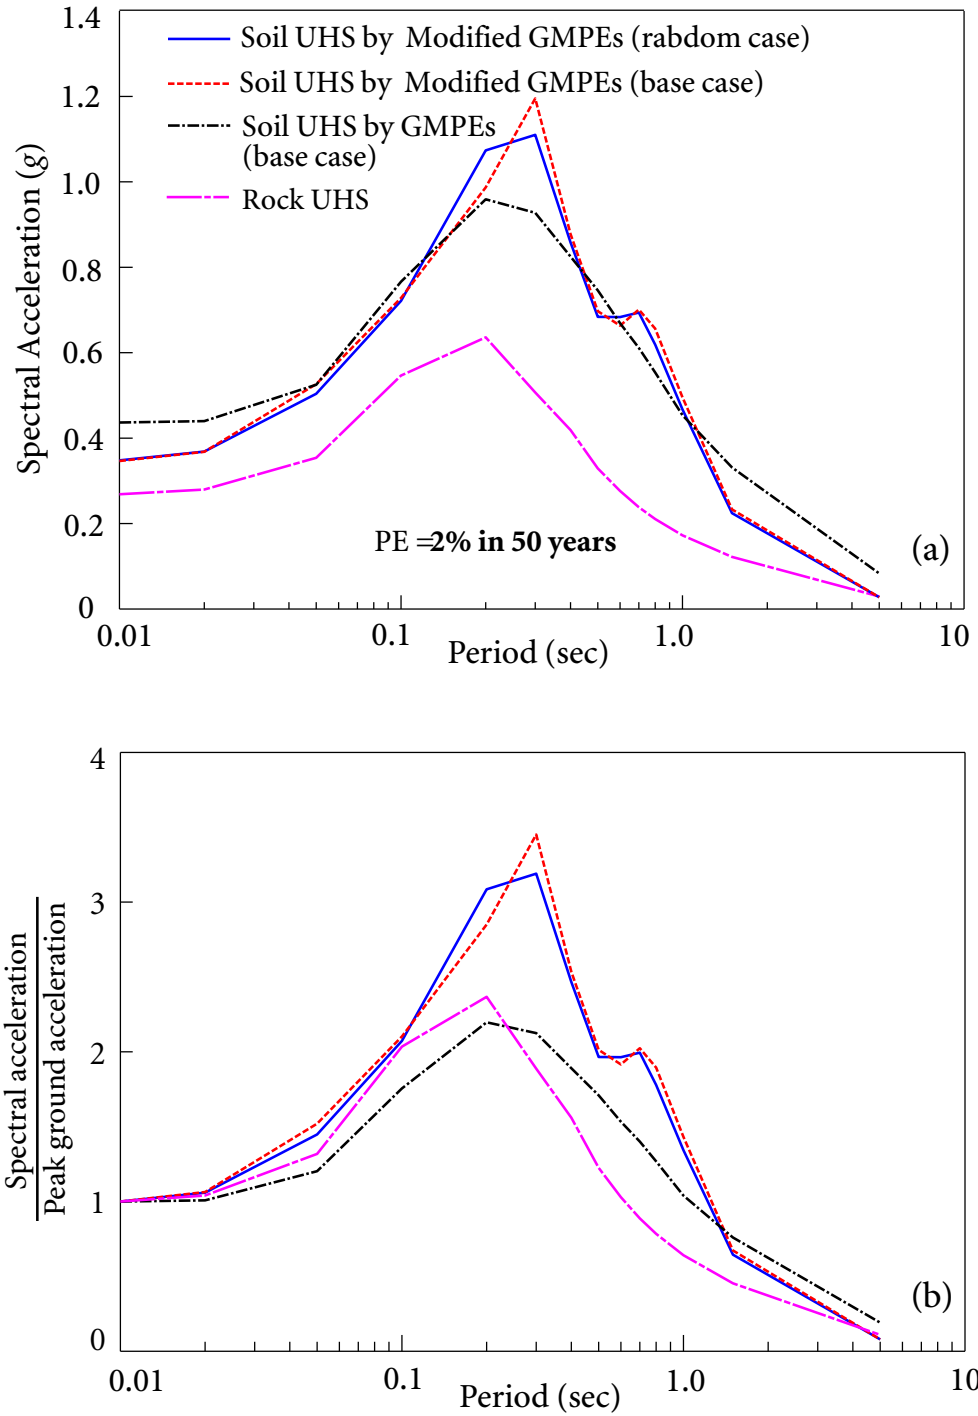 1.4
Soil UHS by Modified GMPEs (rabdom case)
1.2
Soil UHS by Modified GMPEs (base case)
Soil UHS by GMPEs
(base case)
1.0
Rock UHS
0.8
0.6
0.4
0.2
0
Spectral Acceleration (g)
PE =2% in 50 years
(a)
0.01
0.1
1.0
10
Period (sec)
4
3
2
1
0
Spectral acceleration
Peak ground acceleration
(b)
0.01
0.1
1.0
10
Period (sec)